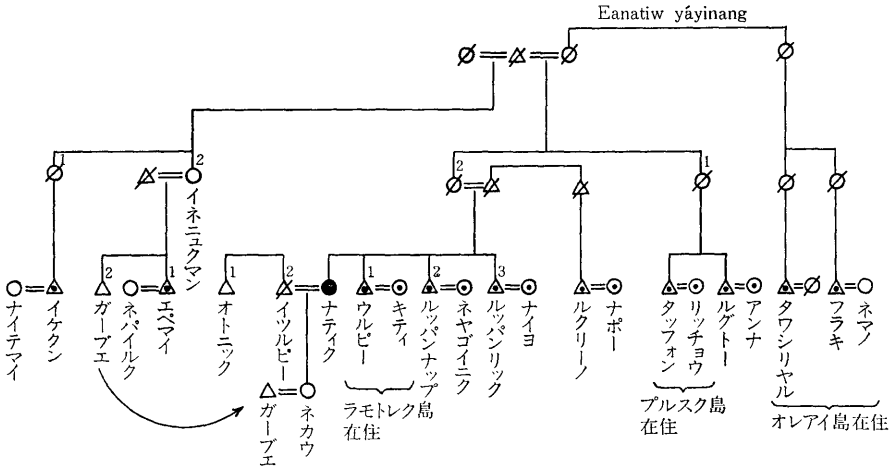 Eanatiw yáyinang
1
2
イネニュクマン
2
1
ナイテマイ
イケクン
2
ガーブエ
ネパイルク
1
エペマイ
1
オトニック
2
イツルピー
ナティク
1
ウルピー
キティ
2
ルッパンナップ
ネヤゴイニク
3
ルッパンリック
ナイヨ
ルクリーノ
ナポー
タッフォン
リッチョウ
ルグトー
アンナ
タワシリヤル
フラキ
ネマノ
ガーブエ
ネカウ
ラモトレク島
在住
プルスク島
在住
オレアイ島在住